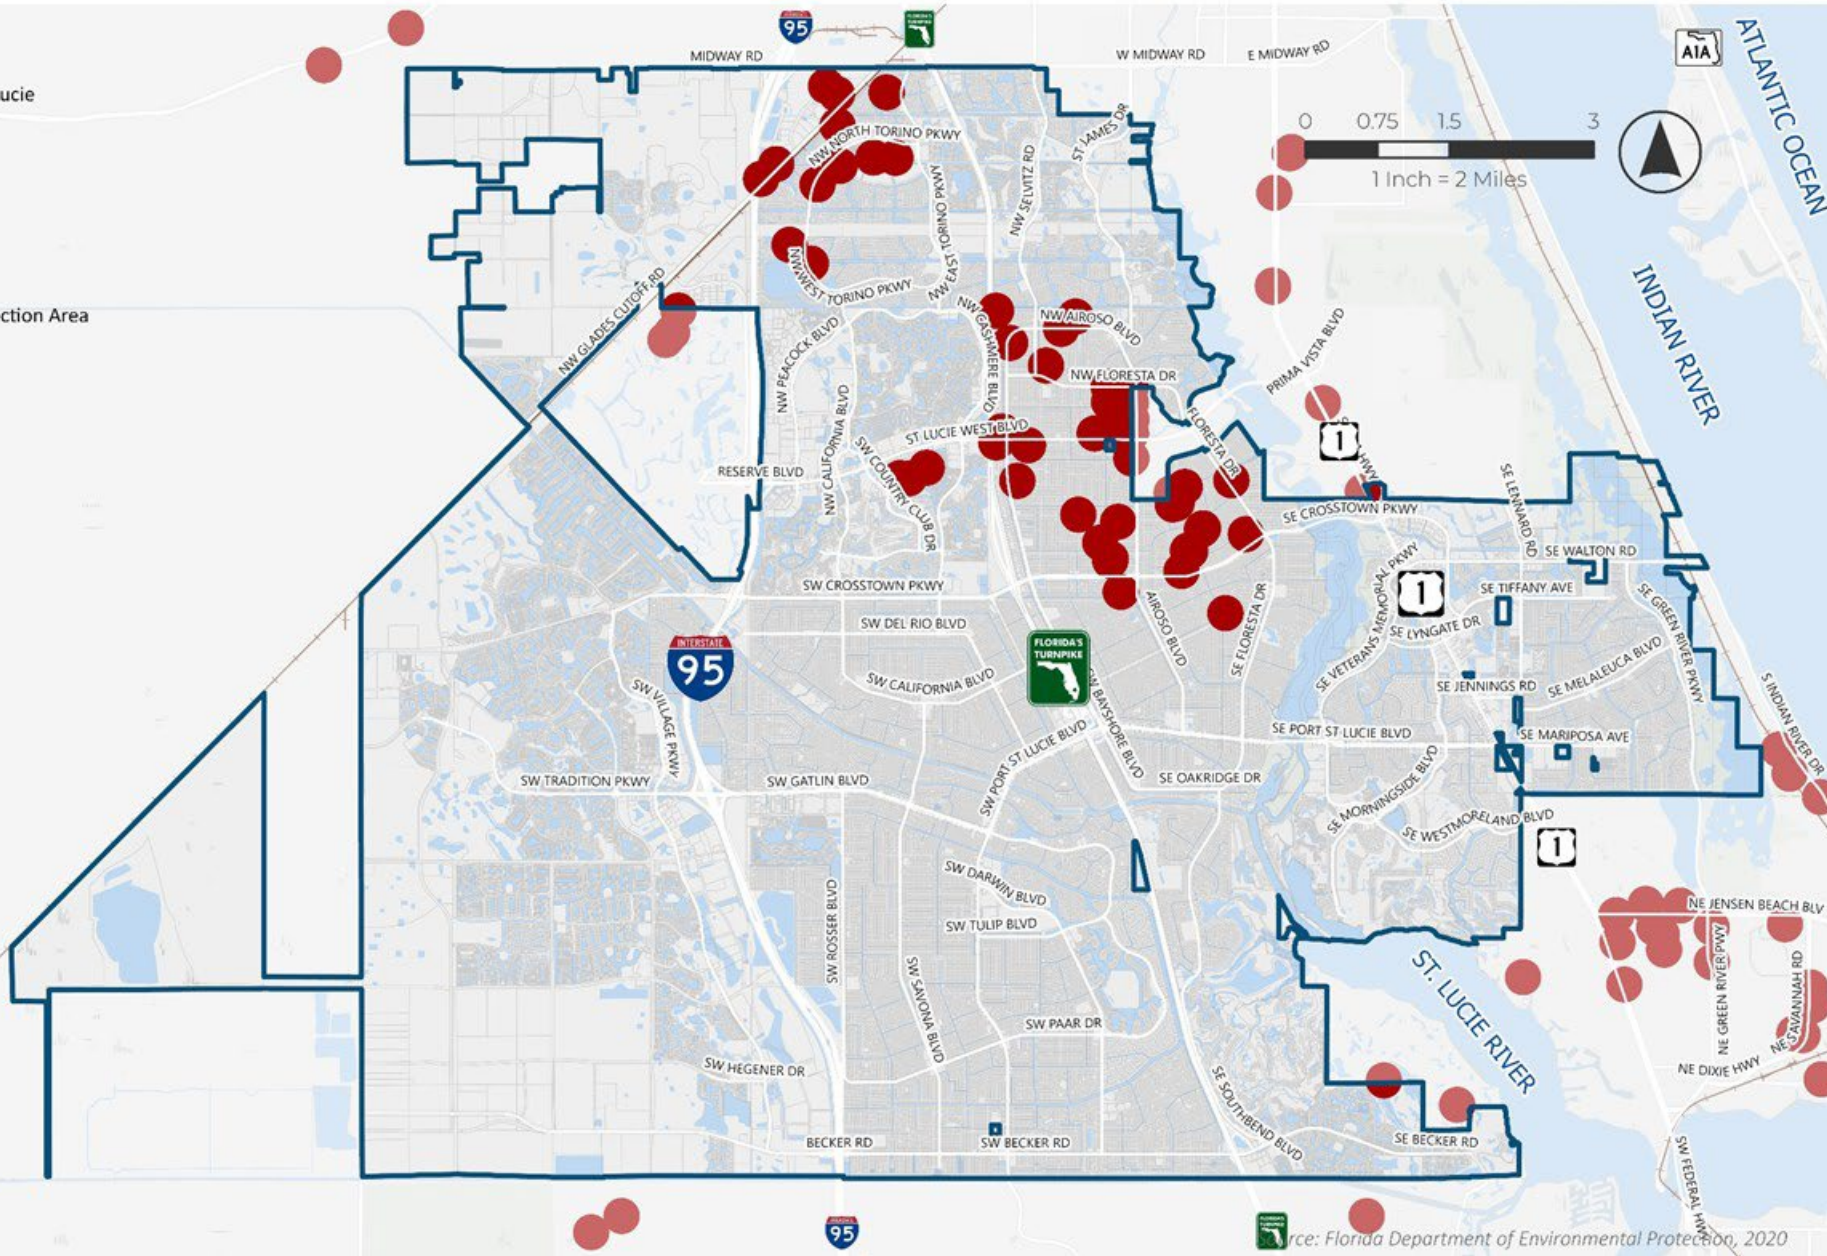 ucie
ction Area
95
FLORIDA'S
TURNPIKE
MIDWAY RD
W MIDWAY RD
E MIDWAY RD
A1A
ATLANTIC OCEAN
0 0.75 1.5 3
1 Inch = 2 Miles
ST JAMES DR
NW NORTH TORINO PKWY
NW SELVITZ RD
NW EAST TORINO PKWY
INDIAN RIVER
NW WEST TORINO PKWY
NW GLADES CUTOFF RD
NW CASHMERE BLVD
NW AIROSO BLVD
NW PEACOCK BLVD
PRIMA VISTA BLVD
NW FLORESTA DR
NW CALIFORNIA BLVD
ST LUCIE WEST BLVD
FLORESTA DR
1
HWY
SW COUNTRY CLUB DR
RESERVE BLVD
SE LENNARD RD
SE CROSSTOWN PKWY
SE WALTON RD
SW CROSSTOWN PKWY
SE TIFFANY AVE
1
SE VETERANS MEMORIAL PKWY
SE GREEN RIVER PKWY
SW DEL RIO BLVD
AIROSO BLVD
SE FLORESTA DR
SE LYNGATE DR
INTERSTATE
95
FLORIDA'S
TURNPIKE
SE MELALEUCA BLVD
SW CALIFORNIA BLVD
SE JENNINGS RD
SW VILLAGE PKWY
SW BAYSHORE BLVD
S INDIAN RIVER DR
SW PORT ST LUCIE BLVD
SE PORT ST LUCIE BLVD
SE MARIPOSA AVE
SW TRADITION PKWY
SW GATLIN BLVD
SE OAKRIDGE DR
SE MORNINGSIDE BLVD
SE WESTMORELAND BLVD
1
SW DARWIN BLVD
SW ROSSER BLVD
SW TULIP BLVD
NE JENSEN BEACH BLV
ST. LUCIE RIVER
NE GREEN RIVER PWY
NE SAVANNAH RD
SW SAVONA BLVD
SW PAAR DR
SW HEGENER DR
NE DIXIE HWY
SE SOUTHBEND BLVD
BECKER RD
SW BECKER RD
SE BECKER RD
SW FEDERAL HW
95
FLORIDA'S
TURNPIKE
rce: Florida Department of Environmental Protection, 2020